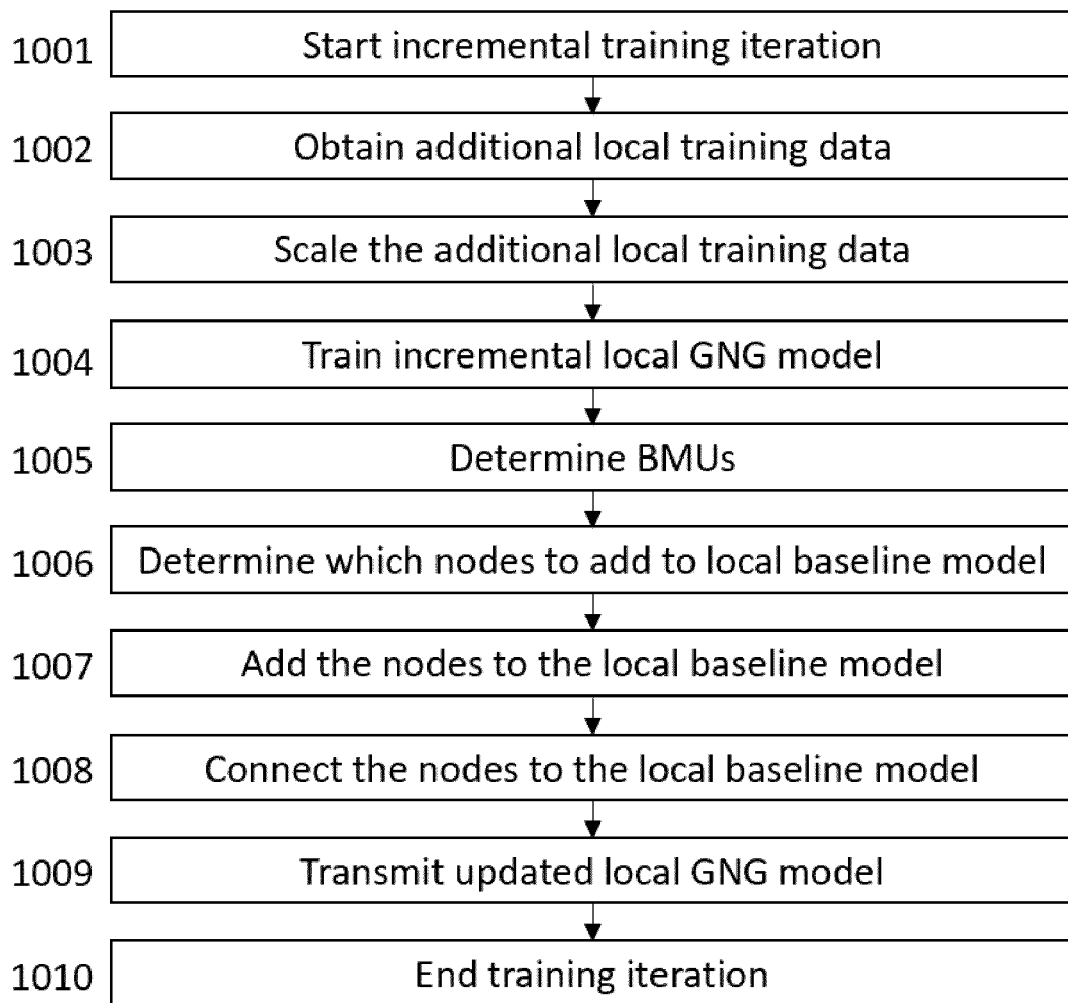 1001 Start incremental training iteration
1002 Obtain additional local training data
1003 Scale the additional local training data
1004 Train incremental local GNG model
1005 Determine BMUs
1006 Determine which nodes to add to local baseline model
1007 Add the nodes to the local baseline model
1008 Connect the nodes to the local baseline model
1009 Transmit updated local GNG model
1010 End training iteration